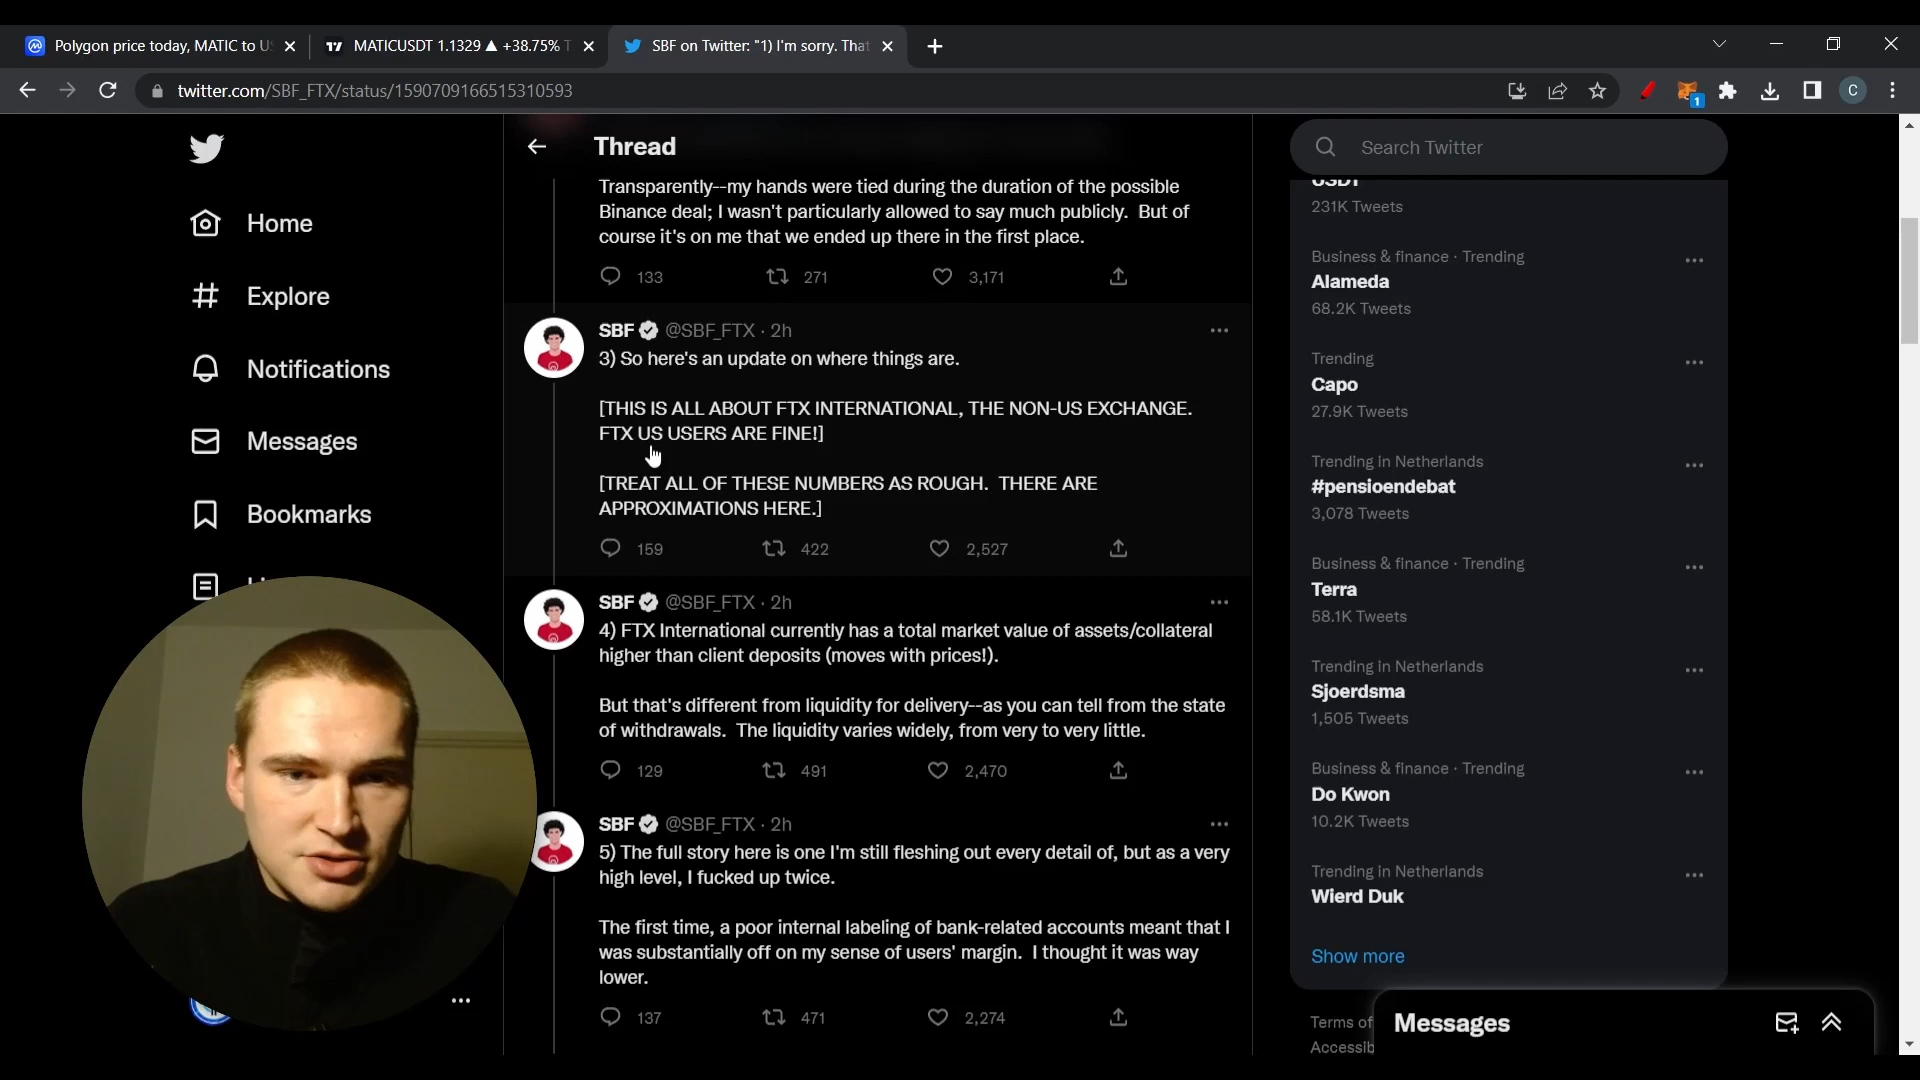 Polygon price today, MATIC to US
MATICUSDT 1.1329 ▲ +38.75% T
SBF on Twitter: "1) I'm sorry. That
twitter.com/SBF_FTX/status/1590709166515310593
1
C
Home
Explore
Notifications
Messages
Bookmarks
Thread
Transparently--my hands were tied during the duration of the possible
Binance deal; I wasn't particularly allowed to say much publicly. But of
course it's on me that we ended up there in the first place.
133 271 3,171
SBF @SBF_FTX · 2h
3) So here's an update on where things are.
[THIS IS ALL ABOUT FTX INTERNATIONAL, THE NON-US EXCHANGE.
FTX US USERS ARE FINE!]
[TREAT ALL OF THESE NUMBERS AS ROUGH. THERE ARE
APPROXIMATIONS HERE.]
159 422 2,527
SBF @SBF_FTX · 2h
4) FTX International currently has a total market value of assets/collateral
higher than client deposits (moves with prices!).
But that's different from liquidity for delivery--as you can tell from the state
of withdrawals. The liquidity varies widely, from very to very little.
129 491 2,470
SBF @SBF_FTX · 2h
5) The full story here is one I'm still fleshing out every detail of, but as a very
high level, I fucked up twice.
The first time, a poor internal labeling of bank-related accounts meant that I
was substantially off on my sense of users' margin. I thought it was way
lower.
137 471 2,274
Search Twitter
USDT
231K Tweets
Business & finance · Trending
Alameda
68.2K Tweets
Trending
Capo
27.9K Tweets
Trending in Netherlands
#pensioendebat
3,078 Tweets
Business & finance · Trending
Terra
58.1K Tweets
Trending in Netherlands
Sjoerdsma
1,505 Tweets
Business & finance · Trending
Do Kwon
10.2K Tweets
Trending in Netherlands
Wierd Duk
Show more
Terms of
Accessib
Messages